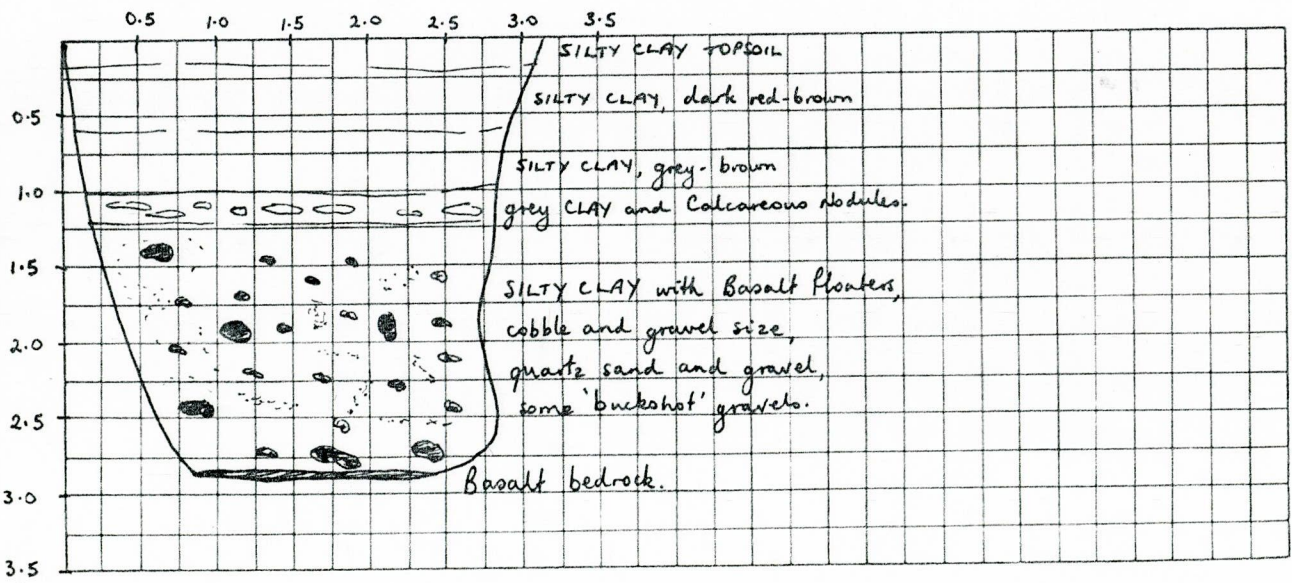 0.5 1.0 1.5 2.0 2.5 3.0 3.5
SILTY CLAY TOPSOIL
SILTY CLAY, dark red-brown
0.5
SILTY CLAY, grey-brown
1.0
grey CLAY and Calcareous Nodules.
1.5
SILTY CLAY with Basalt floaters,
cobble and gravel size,
2.0
quartz sand and gravel,
some 'buckshot' gravels.
2.5
Basalt bedrock.
3.0
3.5